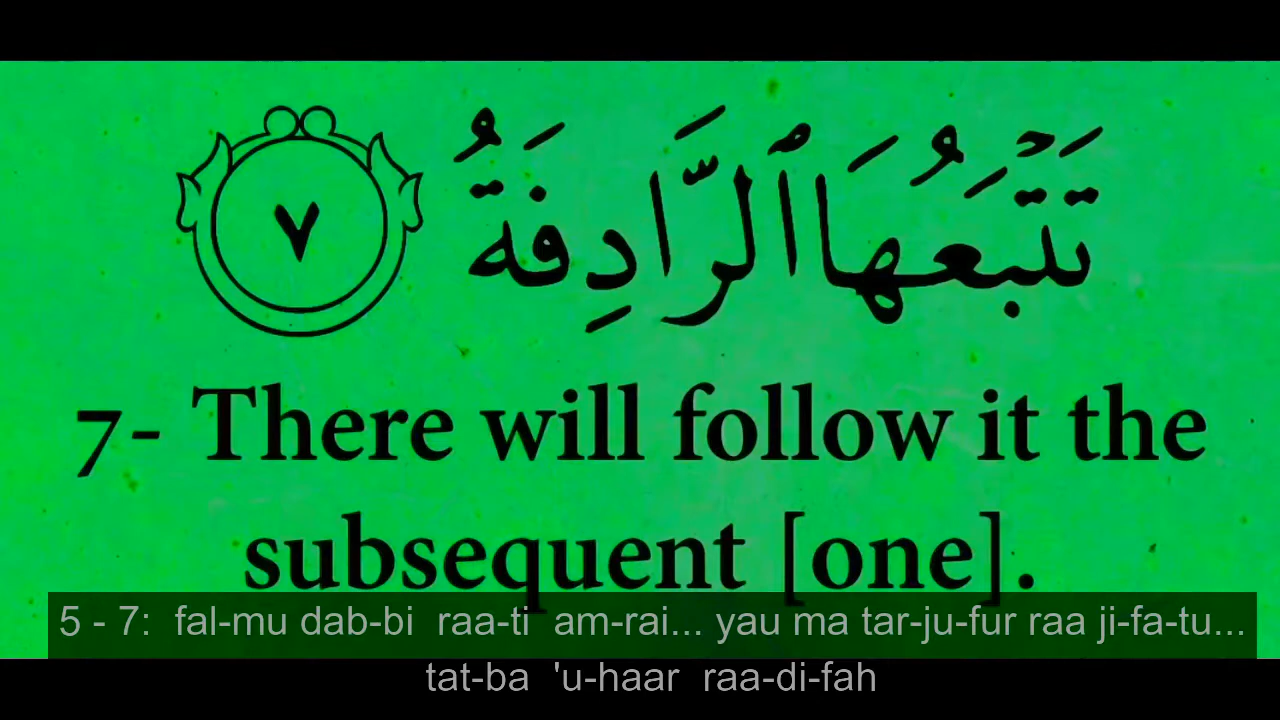 تَتۡبَعُهَا ٱلرَّادِفَةُ ٧
7- There will follow it the
subsequent [one].
5 - 7: fal-mu dab-bi raa-ti am-rai... yau ma tar-ju-fur raa ji-fa-tu...
tat-ba 'u-haar raa-di-fah